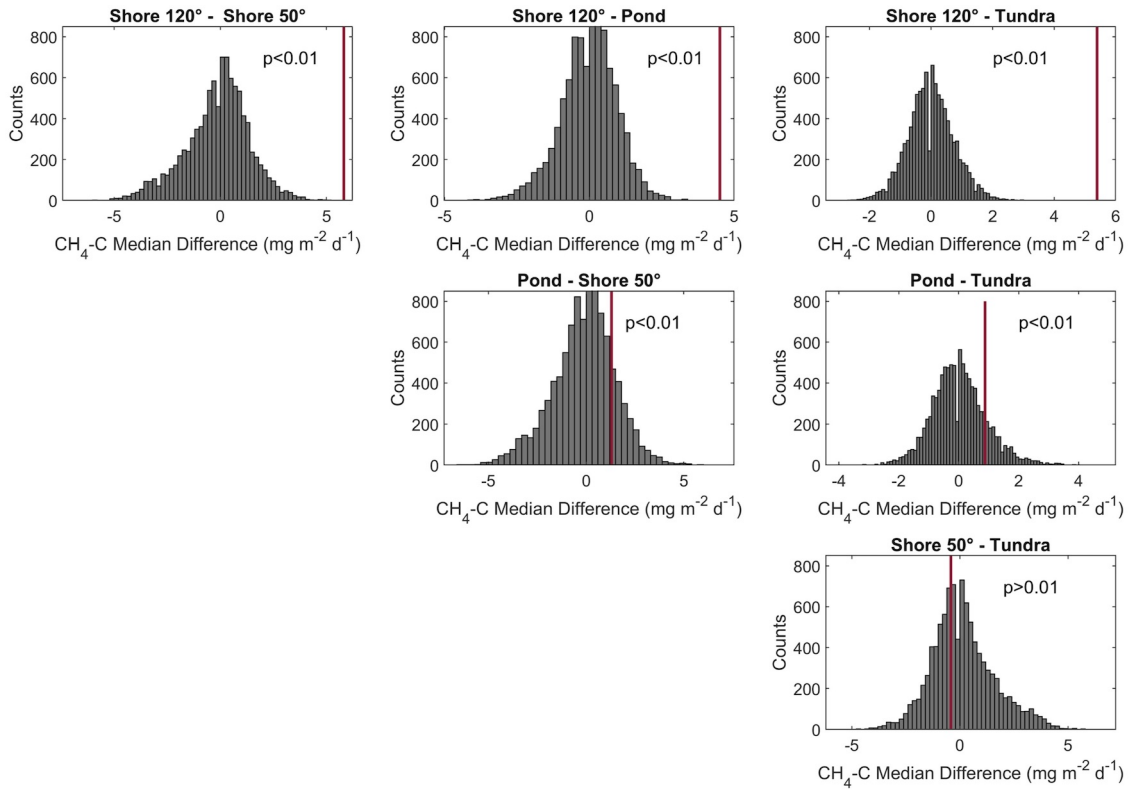 Shore 120° - Shore 50°
800
600
400
200
0
Counts
p<0.01
-5 0 5
CH4-C Median Difference (mg m-2 d-1)
Shore 120° - Pond
800
600
400
200
0
Counts
p<0.01
-5 0 5
CH4-C Median Difference (mg m-2 d-1)
Shore 120° - Tundra
800
600
400
200
0
Counts
p<0.01
-2 0 2 4 6
CH4-C Median Difference (mg m-2 d-1)
Pond - Shore 50°
800
600
400
200
0
Counts
p<0.01
-5 0 5
CH4-C Median Difference (mg m-2 d-1)
Pond - Tundra
800
600
400
200
0
Counts
p<0.01
-4 -2 0 2 4
CH4-C Median Difference (mg m-2 d-1)
Shore 50° - Tundra
800
600
400
200
0
Counts
p>0.01
-5 0 5
CH4-C Median Difference (mg m-2 d-1)